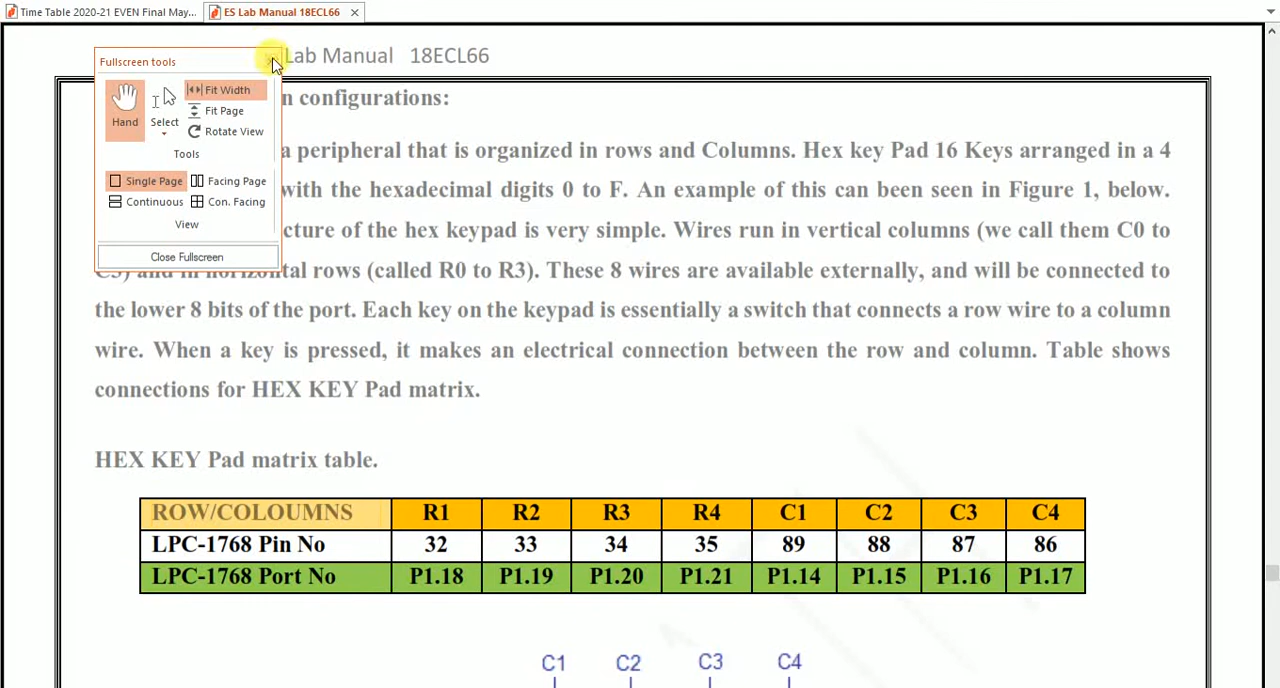 Time Table 2020-21 EVEN Final May...
ES Lab Manual 18ECL66
Lab Manual 18ECL66
Fullscreen tools
Hand
Select
Fit Width
Fit Page
Rotate View
Tools
Single Page
Facing Page
Continuous
Con. Facing
View
Close Fullscreen
n configurations:
a peripheral that is organized in rows and Columns. Hex key Pad 16 Keys arranged in a 4
with the hexadecimal digits 0 to F. An example of this can been seen in Figure 1, below.
cture of the hex keypad is very simple. Wires run in vertical columns (we call them C0 to
C3) and in horizontal rows (called R0 to R3). These 8 wires are available externally, and will be connected to
the lower 8 bits of the port. Each key on the keypad is essentially a switch that connects a row wire to a column
wire. When a key is pressed, it makes an electrical connection between the row and column. Table shows
connections for HEX KEY Pad matrix.
HEX KEY Pad matrix table.
ROW/COLOUMNS R1 R2 R3 R4 C1 C2 C3 C4
LPC-1768 Pin No 32 33 34 35 89 88 87 86
LPC-1768 Port No P1.18 P1.19 P1.20 P1.21 P1.14 P1.15 P1.16 P1.17
C1 C2 C3 C4